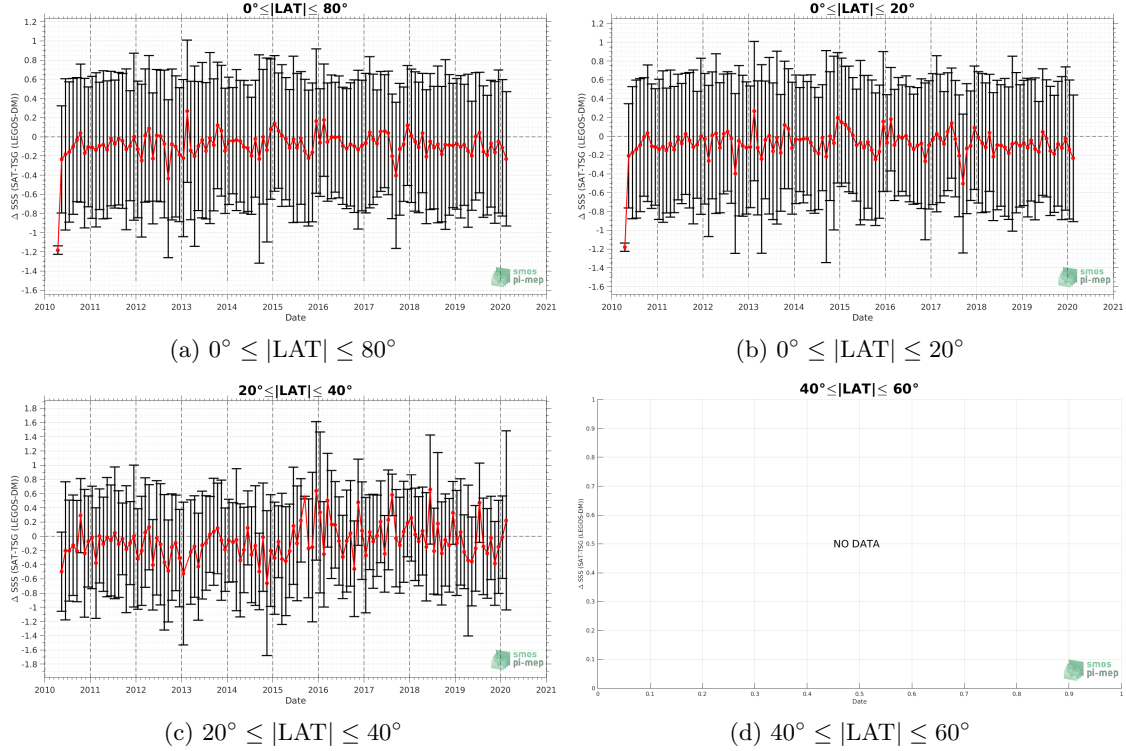 0°≤|LAT|≤ 80°
Δ SSS (SAT-TSG (LEGOS-DM))
1.2
1
0.8
0.6
0.4
0.2
0
-0.2
-0.4
-0.6
-0.8
-1
-1.2
-1.4
-1.6
2010 2011 2012 2013 2014 2015 2016 2017 2018 2019 2020 2021
Date
smos
pi-mep
(a) 0° ≤ |LAT| ≤ 80°
0°≤|LAT|≤ 20°
Δ SSS (SAT-TSG (LEGOS-DM))
1.2
1
0.8
0.6
0.4
0.2
0
-0.2
-0.4
-0.6
-0.8
-1
-1.2
-1.4
-1.6
2010 2011 2012 2013 2014 2015 2016 2017 2018 2019 2020 2021
Date
smos
pi-mep
(b) 0° ≤ |LAT| ≤ 20°
20°≤|LAT|≤ 40°
Δ SSS (SAT-TSG (LEGOS-DM))
1.8
1.6
1.4
1.2
1
0.8
0.6
0.4
0.2
0
-0.2
-0.4
-0.6
-0.8
-1
-1.2
-1.4
-1.6
-1.8
2010 2011 2012 2013 2014 2015 2016 2017 2018 2019 2020 2021
Date
smos
pi-mep
(c) 20° ≤ |LAT| ≤ 40°
40°≤|LAT|≤ 60°
Δ SSS (SAT-TSG (LEGOS-DM))
1
0.9
0.8
0.7
0.6
0.5
0.4
0.3
0.2
0.1
0
NO DATA
0 0.1 0.2 0.3 0.4 0.5 0.6 0.7 0.8 0.9 1
Date
smos
pi-mep
(d) 40° ≤ |LAT| ≤ 60°